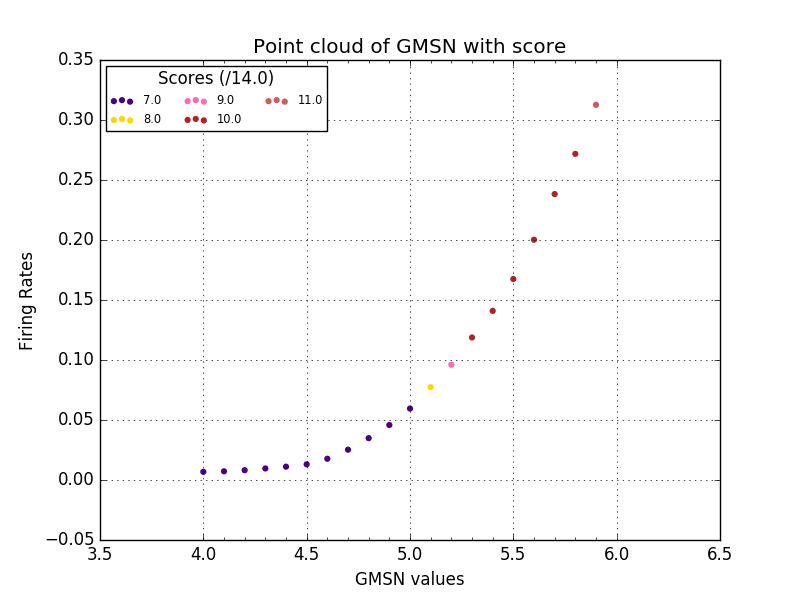 Point cloud of GMSN with score
Scores (/14.0)
7.0 9.0 11.0
8.0 10.0
0.35
0.30
0.25
0.20
0.15
0.10
0.05
0.00
−0.05
Firing Rates
3.5 4.0 4.5 5.0 5.5 6.0 6.5
GMSN values